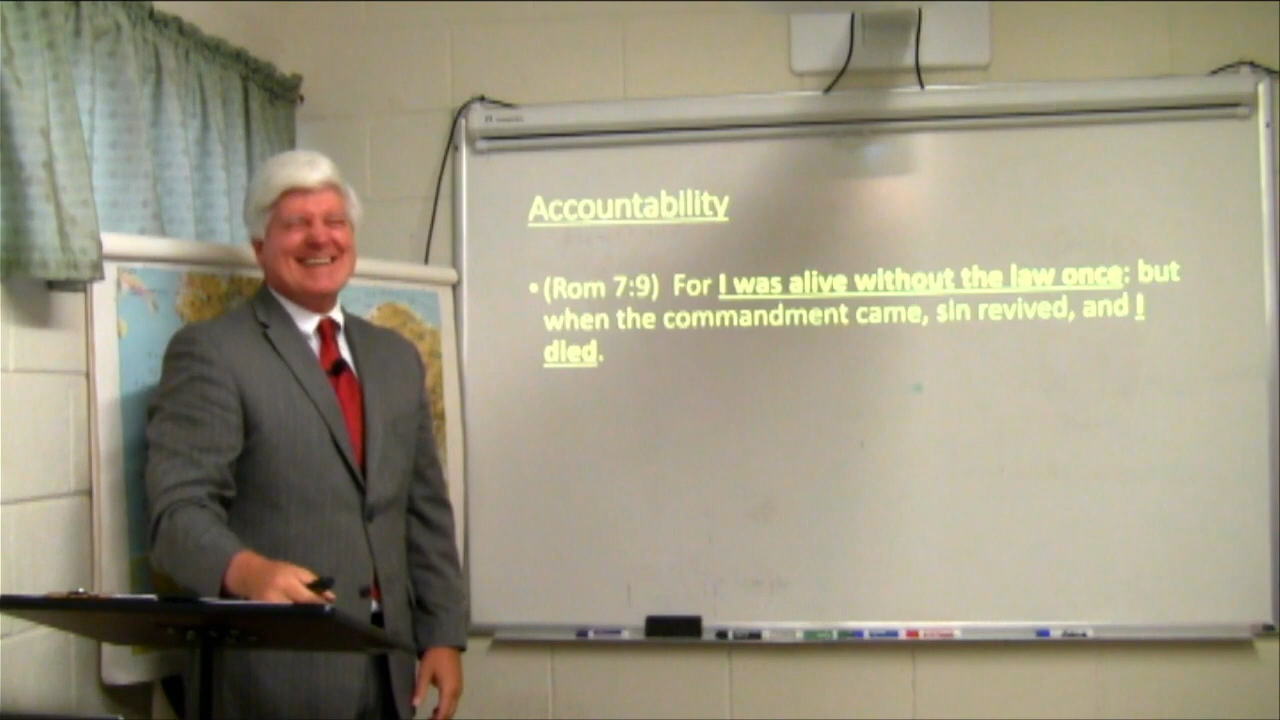 Accountability
• (Rom 7:9) For I was alive without the law once: but
when the commandment came, sin revived, and I
died.